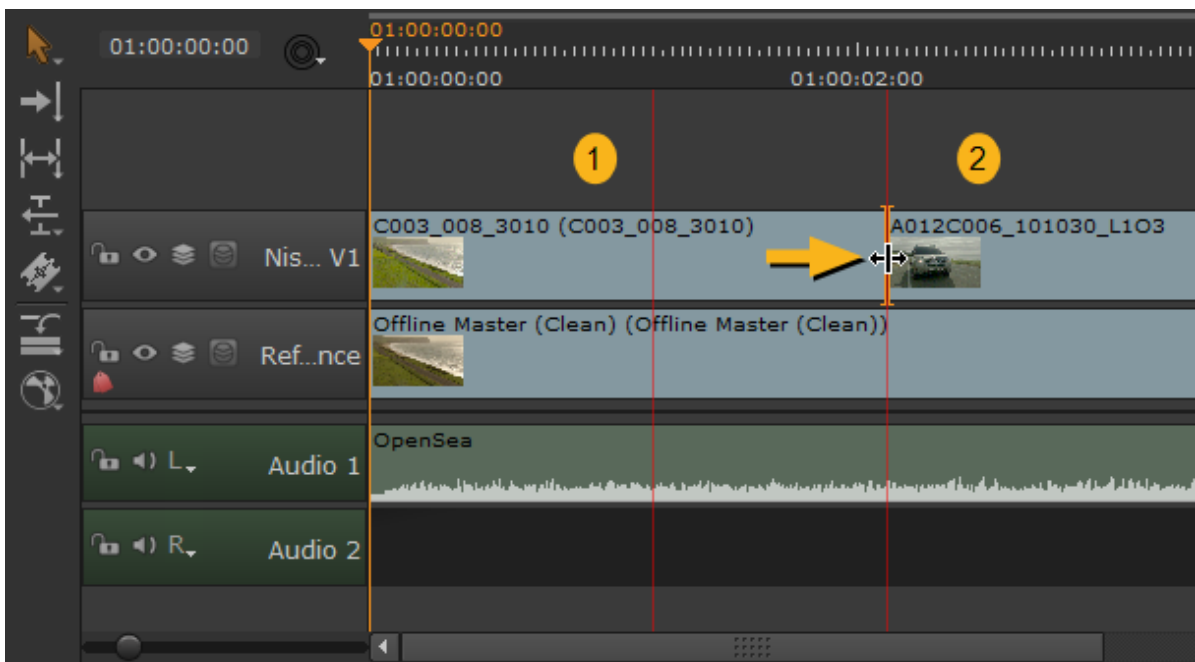 01:00:00:00
01:00:00:00
01:00:00:00 01:00:02:00
1 2
C003_008_3010 (C003_008_3010) A012C006_101030_L1O3
Nis... V1
Offline Master (Clean) (Offline Master (Clean))
Ref...nce
OpenSea
L Audio 1
R Audio 2